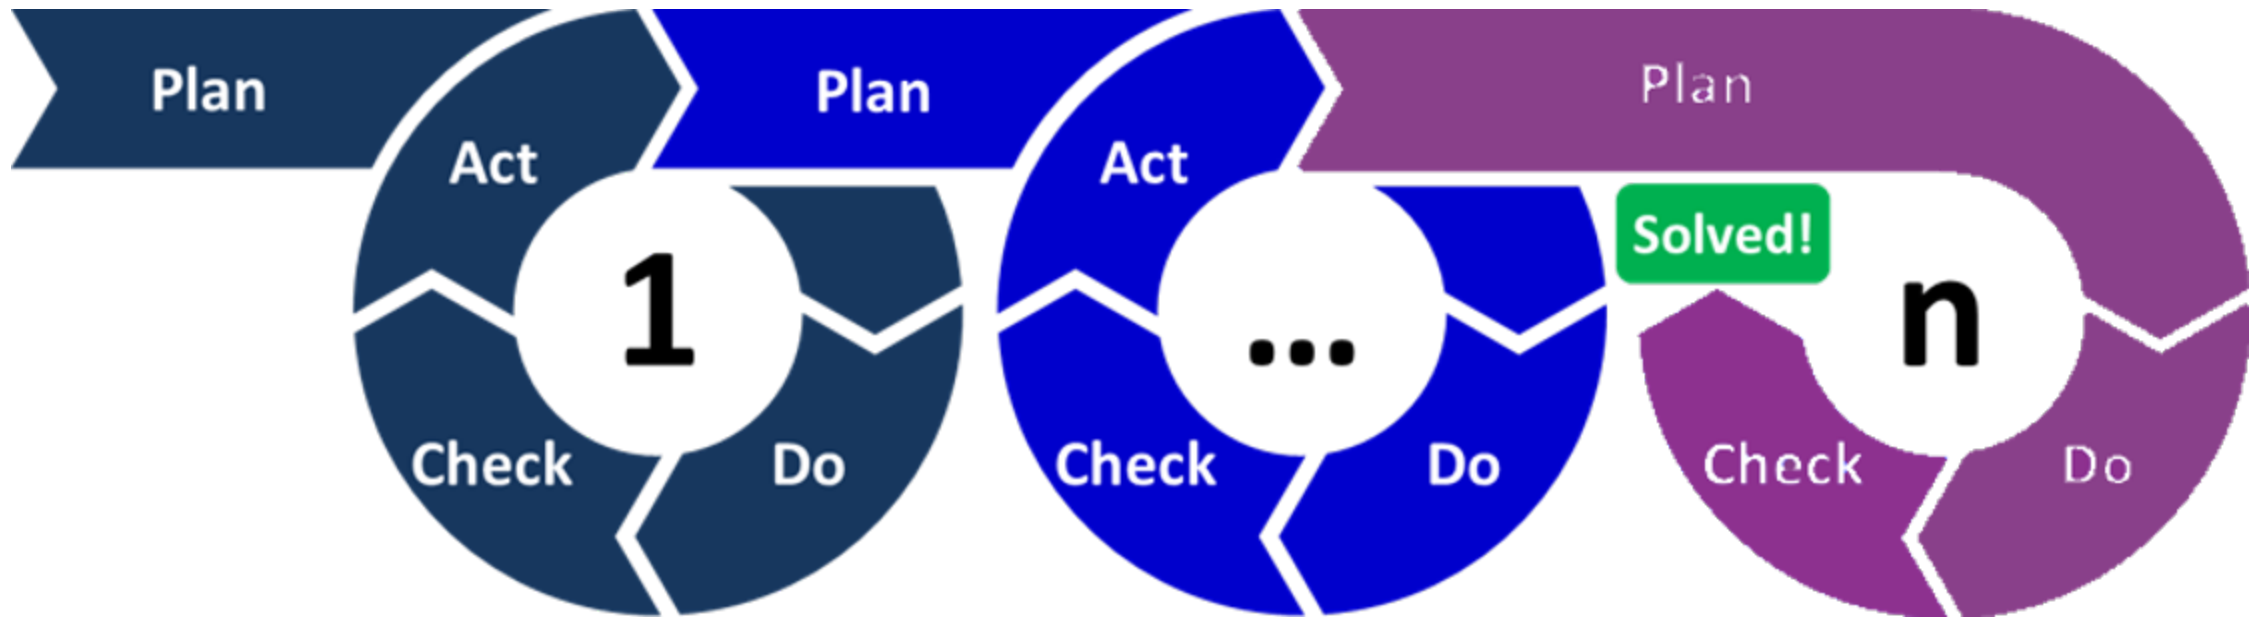 Plan
Act
1
Check
Do
Plan
Act
...
Check
Do
Plan
Solved!
n
Check
Do